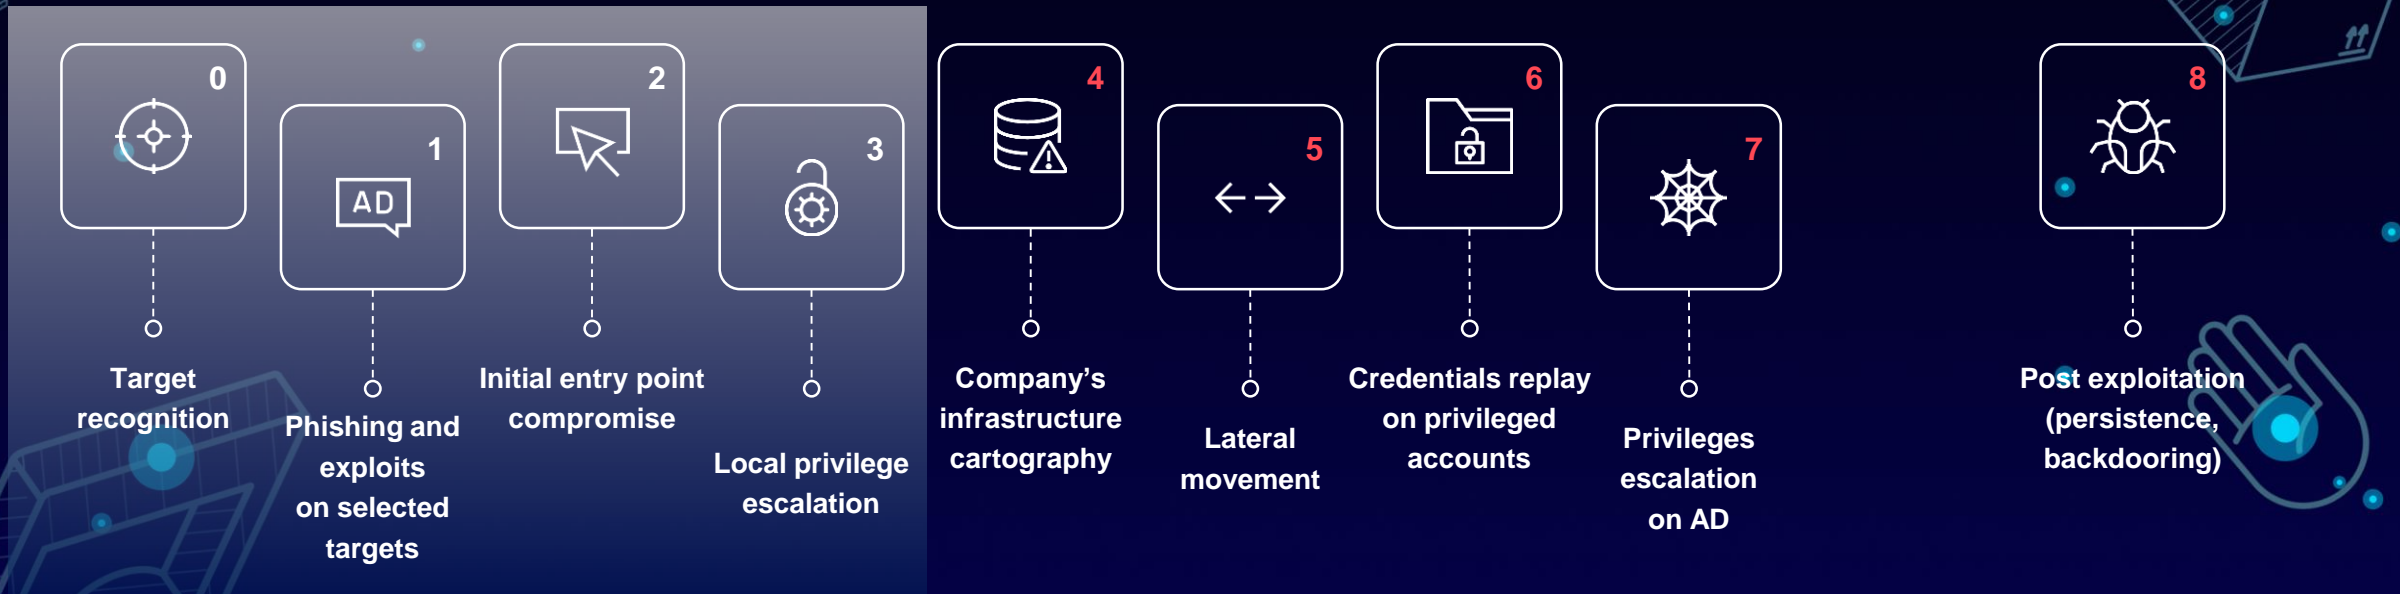 0
Target
recognition
1
AD
Phishing and
exploits
on selected
targets
2
Initial entry point
compromise
3
Local privilege
escalation
4
Company’s
infrastructure
cartography
5
Lateral
movement
6
Credentials replay
on privileged
accounts
7
Privileges
escalation
on AD
8
Post exploitation
(persistence,
backdooring)